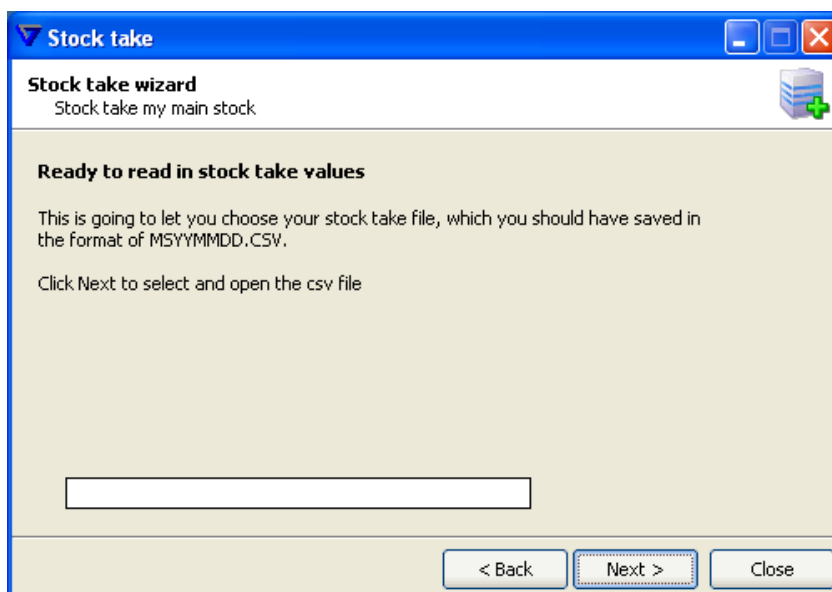 Stock take
Stock take wizard
Stock take my main stock
Ready to read in stock take values
This is going to let you choose your stock take file, which you should have saved in
the format of MSYYMMDD.CSV.
Click Next to select and open the csv file
< Back
Next >
Close